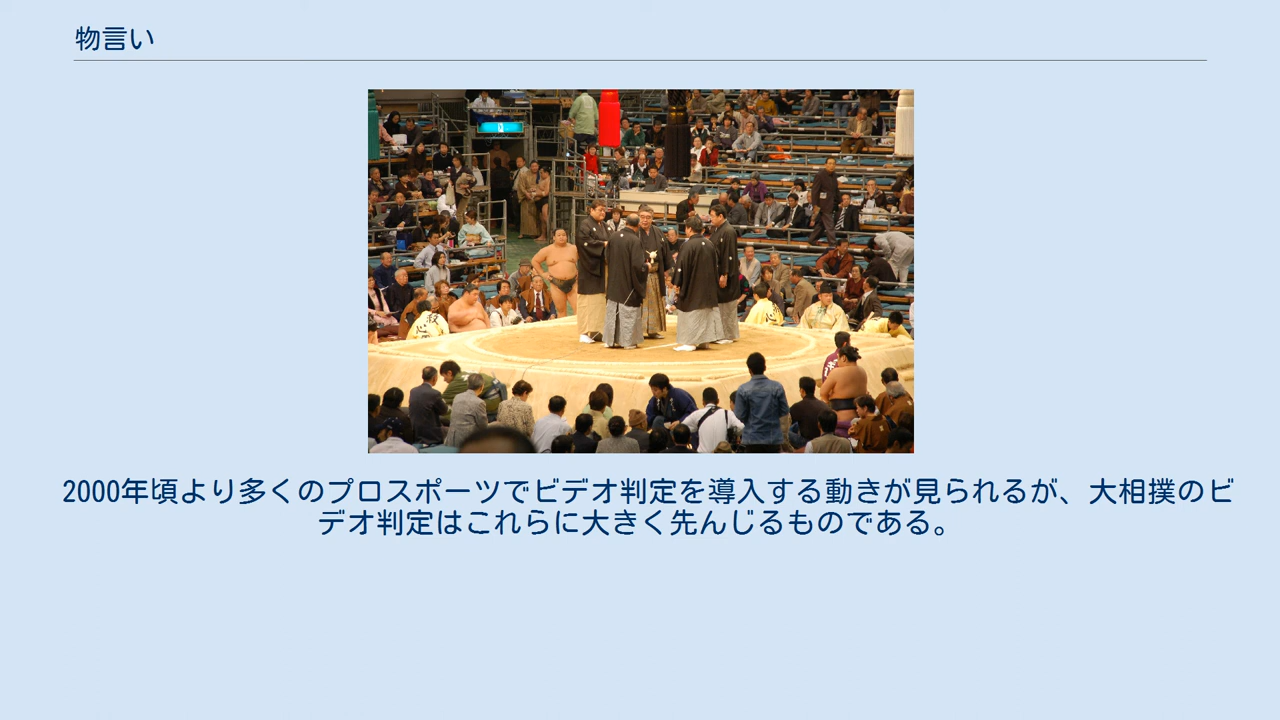 物言い
2000年頃より多くのプロスポーツでビデオ判定を導入する動きが見られるが、大相撲のビ
デオ判定はこれらに大きく先んじるものである。